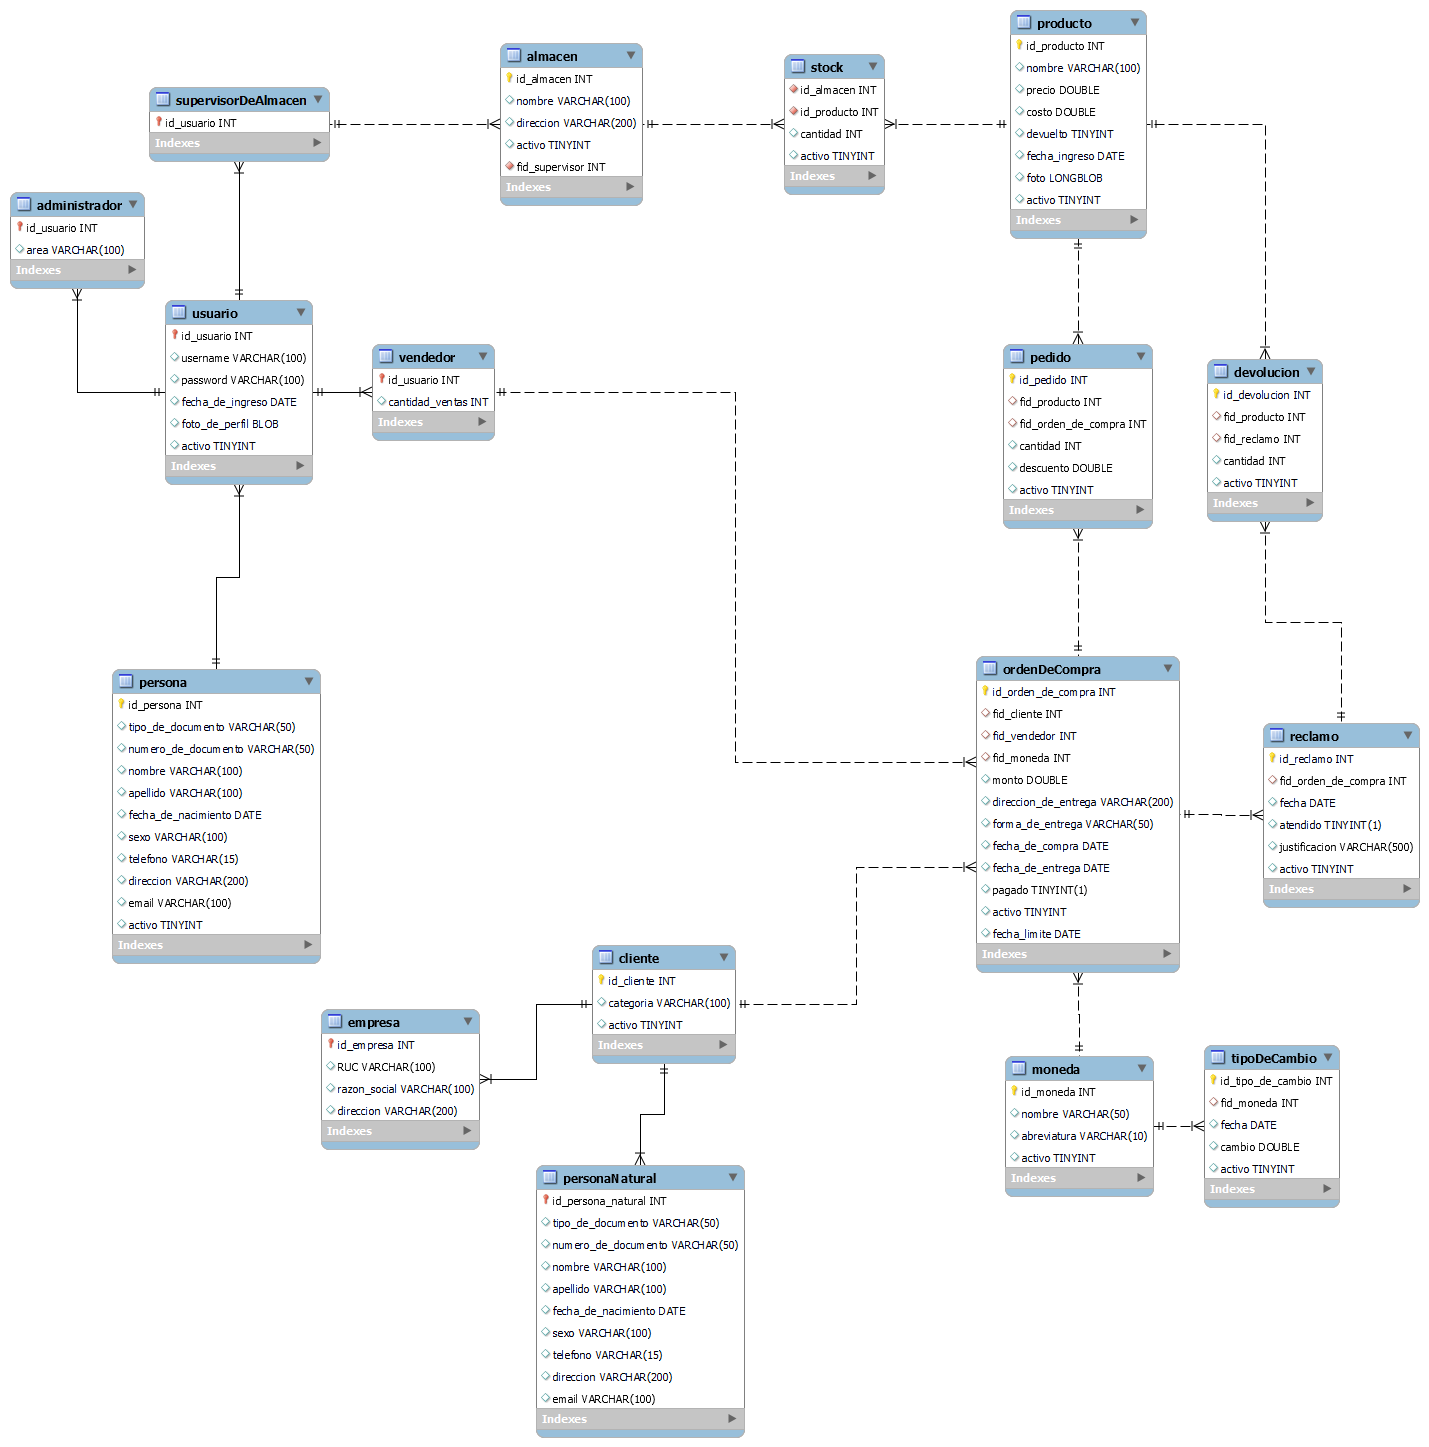 producto
id_producto INT
nombre VARCHAR(100)
precio DOUBLE
costo DOUBLE
devuelto TINYINT
fecha_ingreso DATE
foto LONGBLOB
activo TINYINT
Indexes
almacen
id_almacen INT
nombre VARCHAR(100)
direccion VARCHAR(200)
activo TINYINT
fid_supervisor INT
Indexes
stock
id_almacen INT
id_producto INT
cantidad INT
activo TINYINT
Indexes
supervisorDeAlmacen
id_usuario INT
Indexes
administrador
id_usuario INT
area VARCHAR(100)
Indexes
usuario
id_usuario INT
username VARCHAR(100)
password VARCHAR(100)
fecha_de_ingreso DATE
foto_de_perfil BLOB
activo TINYINT
Indexes
vendedor
id_usuario INT
cantidad_ventas INT
Indexes
pedido
id_pedido INT
fid_producto INT
fid_orden_de_compra INT
cantidad INT
descuento DOUBLE
activo TINYINT
Indexes
devolucion
id_devolucion INT
fid_producto INT
fid_reclamo INT
cantidad INT
activo TINYINT
Indexes
persona
id_persona INT
tipo_de_documento VARCHAR(50)
numero_de_documento VARCHAR(50)
nombre VARCHAR(100)
apellido VARCHAR(100)
fecha_de_nacimiento DATE
sexo VARCHAR(100)
telefono VARCHAR(15)
direccion VARCHAR(200)
email VARCHAR(100)
activo TINYINT
Indexes
ordenDeCompra
id_orden_de_compra INT
fid_cliente INT
fid_vendedor INT
fid_moneda INT
monto DOUBLE
direccion_de_entrega VARCHAR(200)
forma_de_entrega VARCHAR(50)
fecha_de_compra DATE
fecha_de_entrega DATE
pagado TINYINT(1)
activo TINYINT
fecha_limite DATE
Indexes
reclamo
id_reclamo INT
fid_orden_de_compra INT
fecha DATE
atendido TINYINT(1)
justificacion VARCHAR(500)
activo TINYINT
Indexes
cliente
id_cliente INT
categoria VARCHAR(100)
activo TINYINT
Indexes
empresa
id_empresa INT
RUC VARCHAR(100)
razon_social VARCHAR(100)
direccion VARCHAR(200)
Indexes
moneda
id_moneda INT
nombre VARCHAR(50)
abreviatura VARCHAR(10)
activo TINYINT
Indexes
tipoDeCambio
id_tipo_de_cambio INT
fid_moneda INT
fecha DATE
cambio DOUBLE
activo TINYINT
Indexes
personaNatural
id_persona_natural INT
tipo_de_documento VARCHAR(50)
numero_de_documento VARCHAR(50)
nombre VARCHAR(100)
apellido VARCHAR(100)
fecha_de_nacimiento DATE
sexo VARCHAR(100)
telefono VARCHAR(15)
direccion VARCHAR(200)
email VARCHAR(100)
Indexes